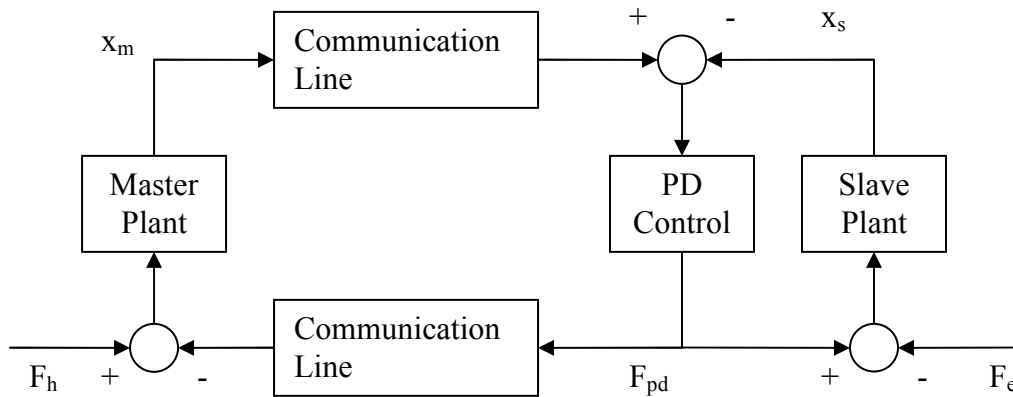 x_m
Communication
Line
+ -
x_s
Master
Plant
PD
Control
Slave
Plant
Communication
Line
F_h + -
F_pd
+ -
F_e